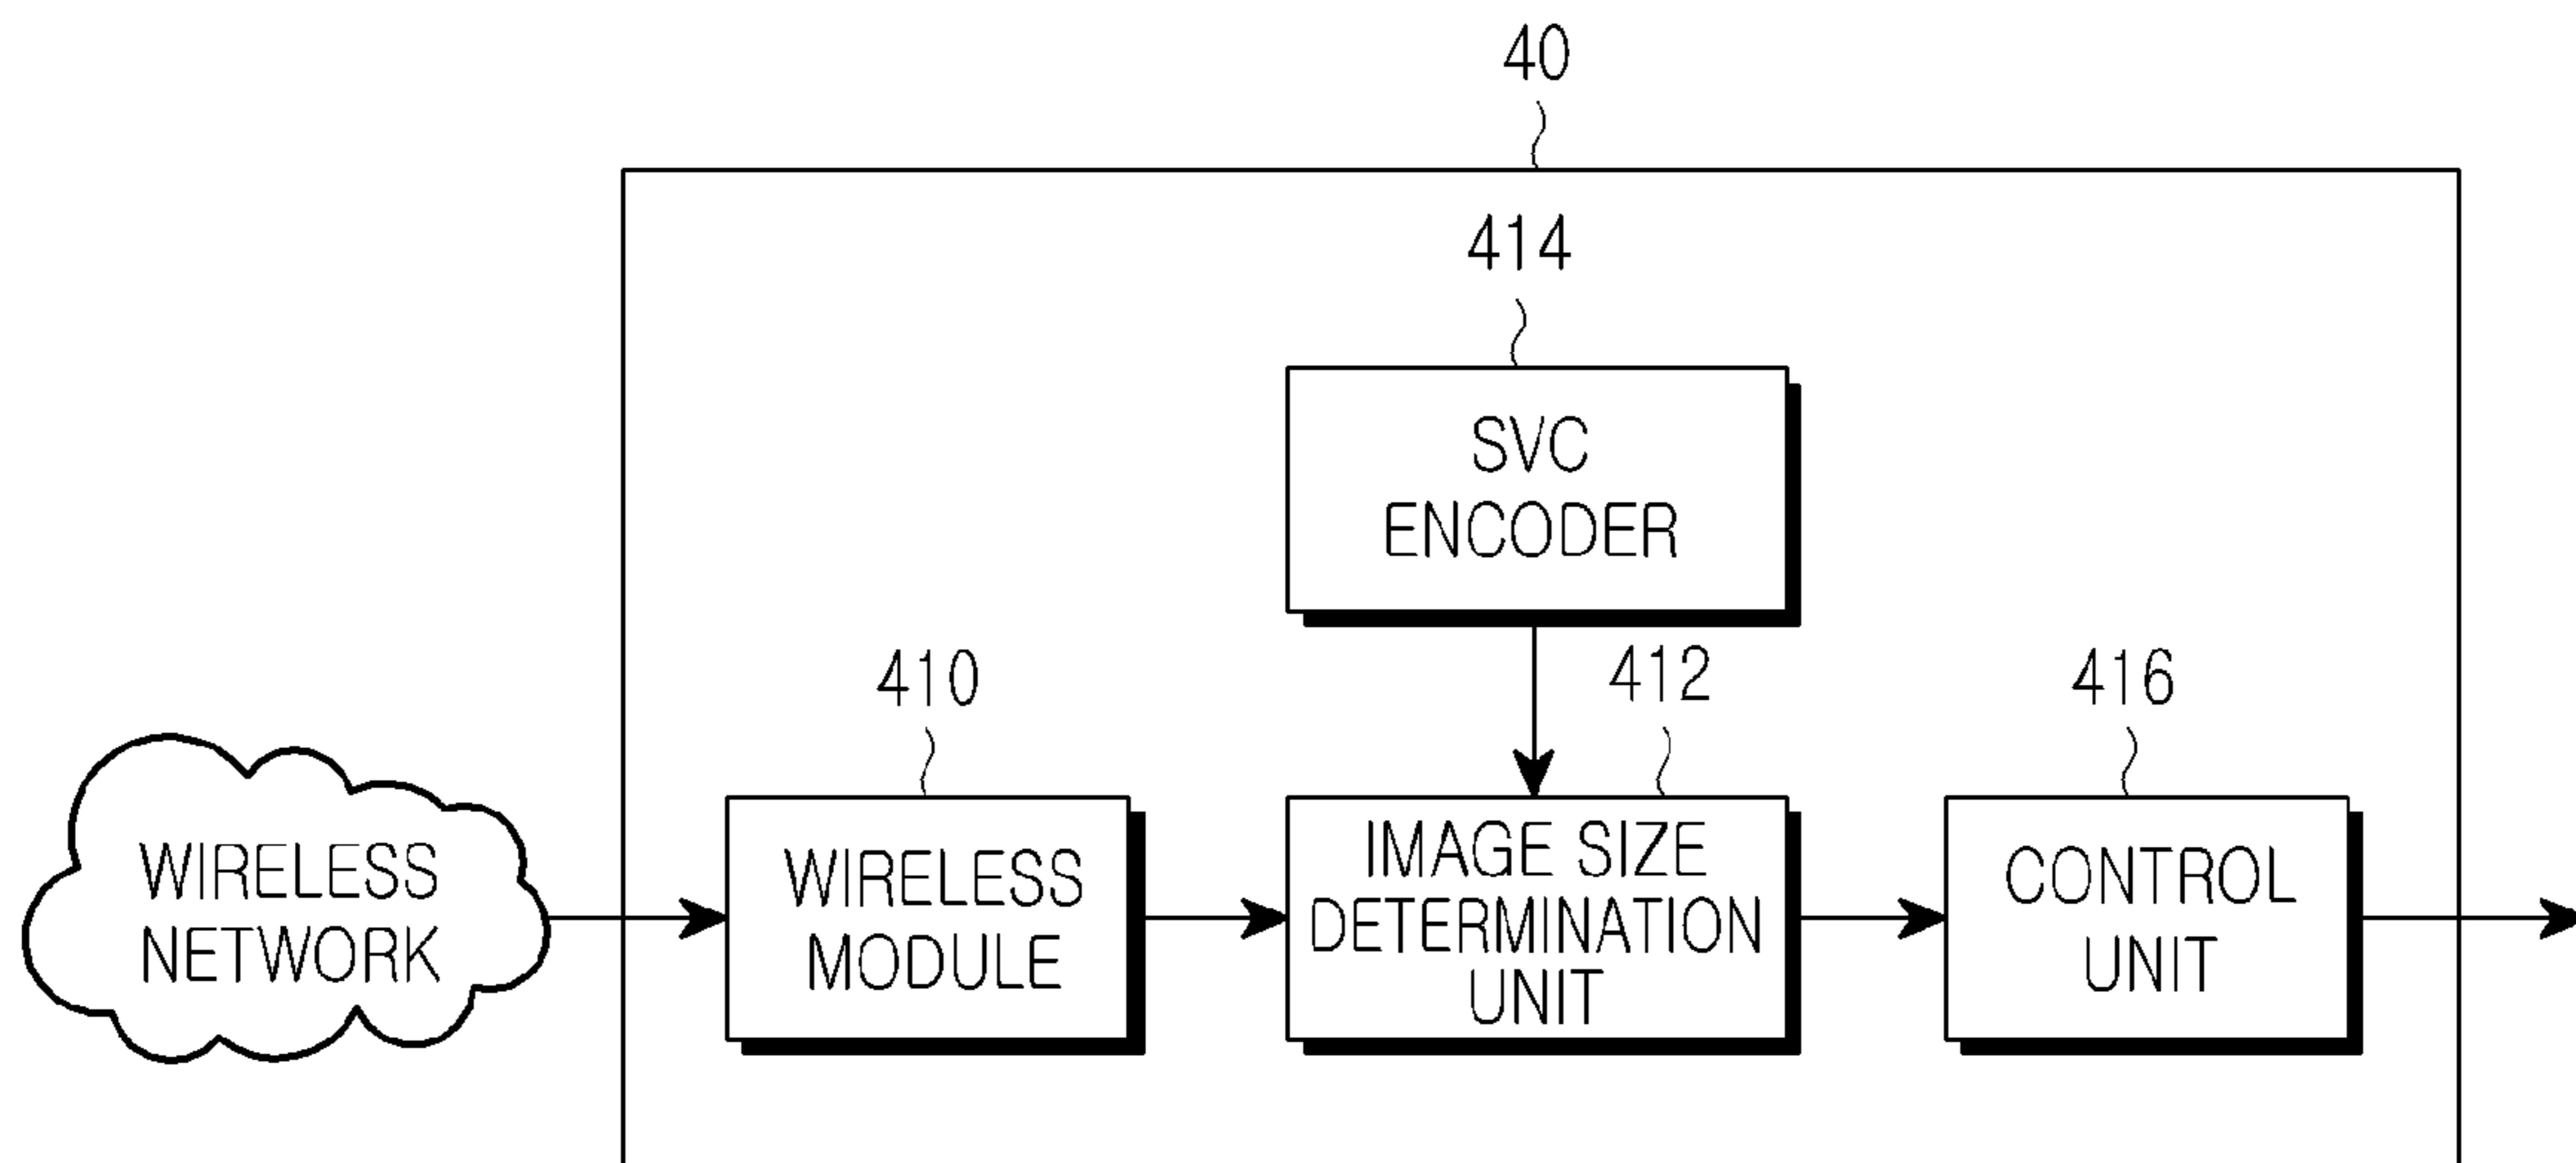 40
414
SVC
ENCODER
410
412
416
WIRELESS
NETWORK
WIRELESS
MODULE
IMAGE SIZE
DETERMINATION
UNIT
CONTROL
UNIT